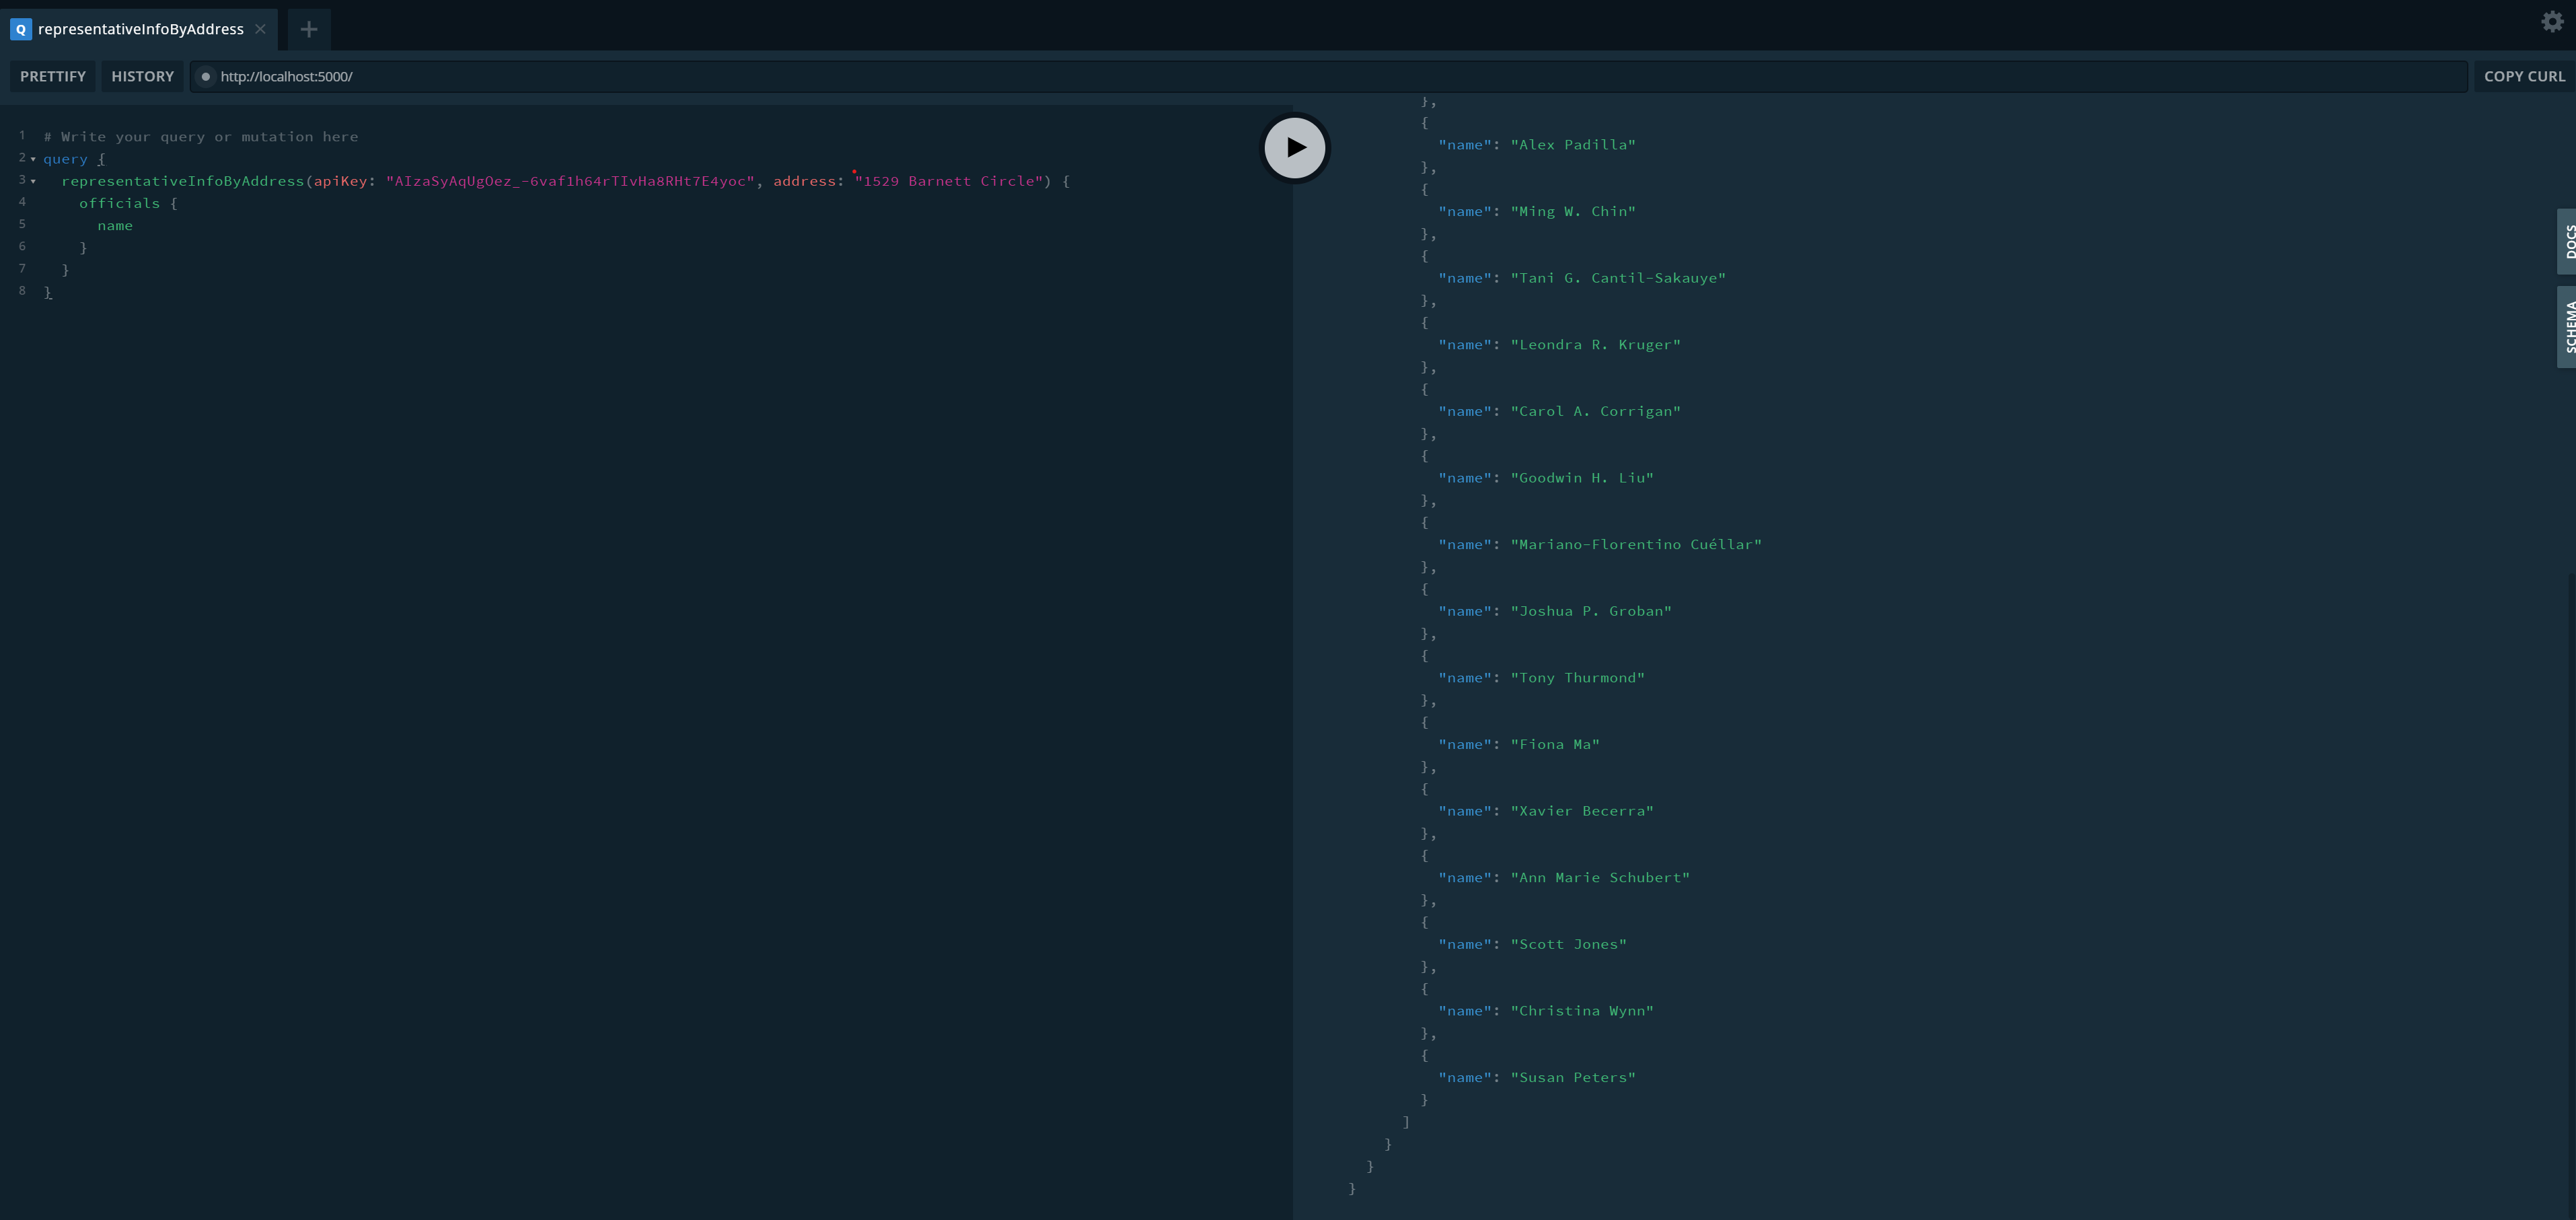 representativeInfoByAddress
PRETTIFY
HISTORY
http://localhost:5000/
COPY CURL
1 # Write your query or mutation here
2 query {
3 representativeInfoByAddress(apiKey: "AIzaSyAqUgOez_-6vaf1h64rTIvHa8RHt7E4yoc", address: "1529 Barnett Circle") {
4 officials {
5 name
6 }
7 }
8 }
},
{
"name": "Alex Padilla"
},
{
"name": "Ming W. Chin"
},
{
"name": "Tani G. Cantil-Sakauye"
},
{
"name": "Leondra R. Kruger"
},
{
"name": "Carol A. Corrigan"
},
{
"name": "Goodwin H. Liu"
},
{
"name": "Mariano-Florentino Cuéllar"
},
{
"name": "Joshua P. Groban"
},
{
"name": "Tony Thurmond"
},
{
"name": "Fiona Ma"
},
{
"name": "Xavier Becerra"
},
{
"name": "Ann Marie Schubert"
},
{
"name": "Scott Jones"
},
{
"name": "Christina Wynn"
},
{
"name": "Susan Peters"
}
]
}
}
}
DOCS
SCHEMA